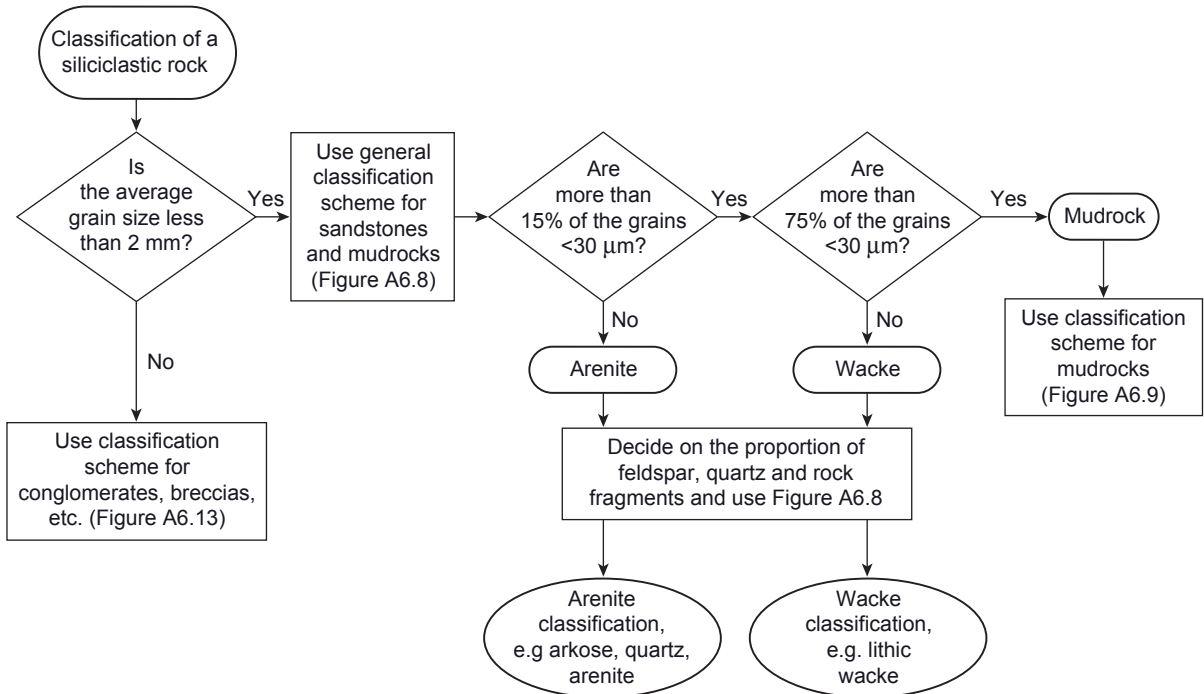 Classification of a
siliciclastic rock
Is
the average
grain size less
than 2 mm?
Yes
No
Use classification
scheme for
conglomerates, breccias,
etc. (Figure A6.13)
Use general
classification
scheme for
sandstones
and mudrocks
(Figure A6.8)
Are
more than
15% of the grains
<30 μm?
Yes
No
Are
more than
75% of the grains
<30 μm?
Yes
No
Mudrock
Use classification
scheme for
mudrocks
(Figure A6.9)
Arenite
Wacke
Decide on the proportion of
feldspar, quartz and rock
fragments and use Figure A6.8
Arenite
classification,
e.g arkose, quartz,
arenite
Wacke
classification,
e.g. lithic
wacke